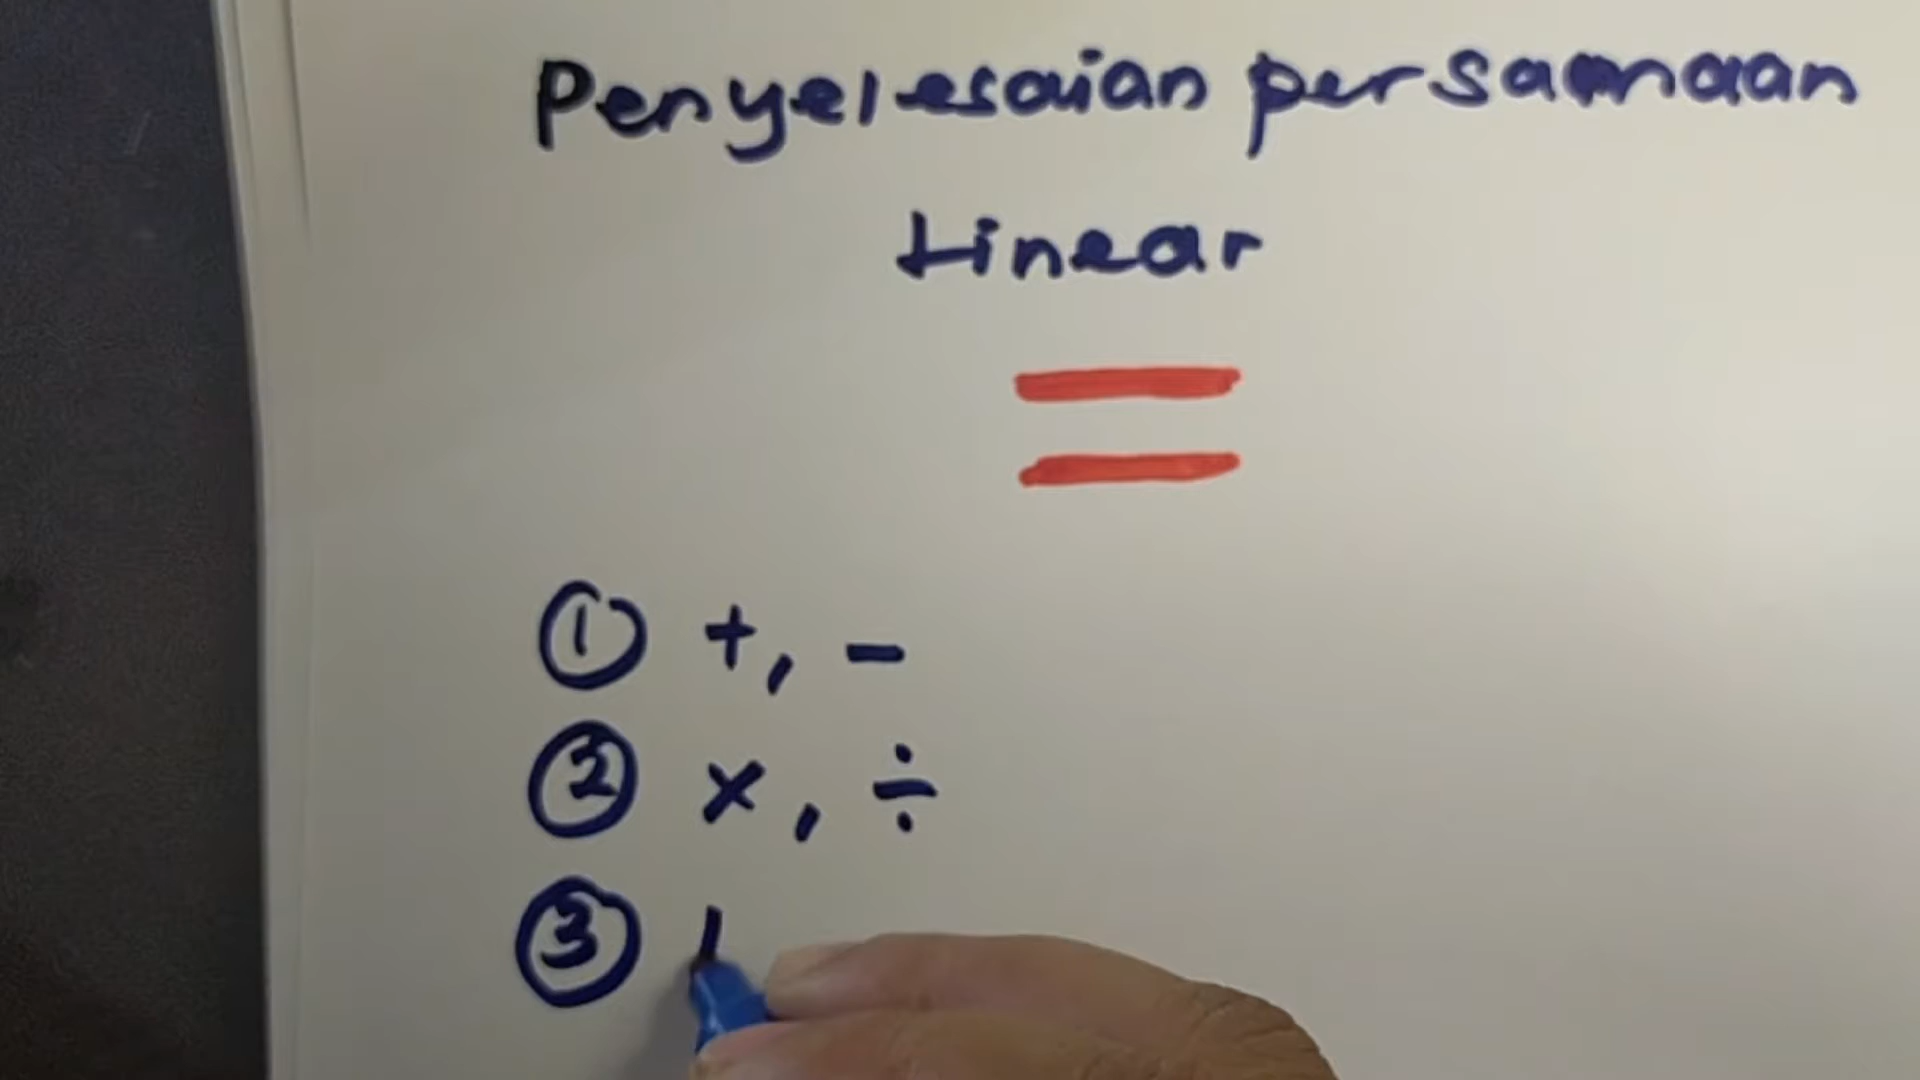 Penyelesaian persamaan
Linear
=
① +, -
② ×, ÷
③